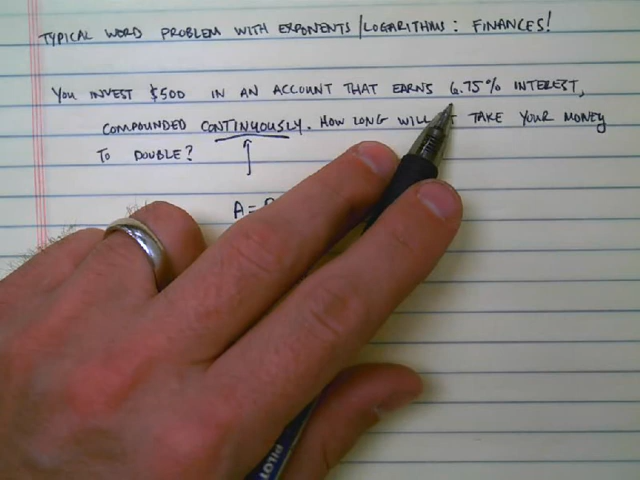 TYPICAL WORD PROBLEM WITH EXPONENTS/LOGARITHMS: FINANCES!
YOU INVEST $500 IN AN ACCOUNT THAT EARNS 6.75% INTEREST,
COMPOUNDED CONTINUOUSLY. HOW LONG WILL TAKE YOUR MONEY
TO DOUBLE?
A=
PILOT